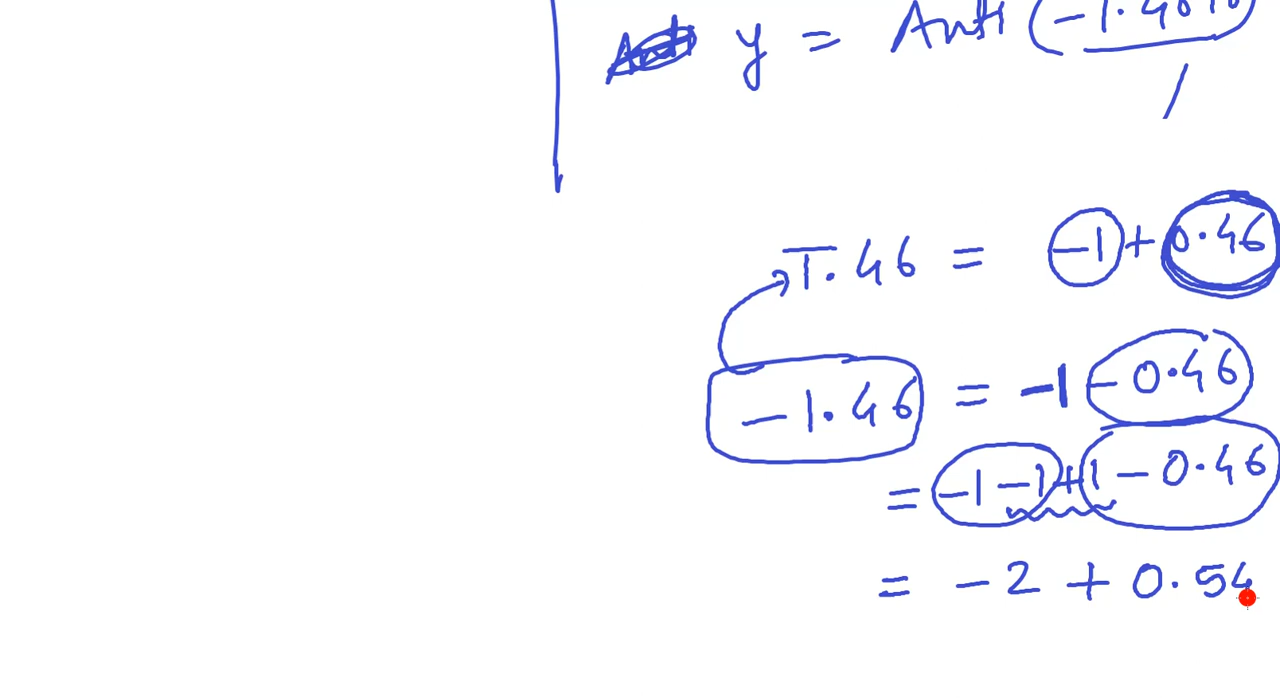 y = Anti (-1.4
1̅.46 = -1 + 0.46
-1.46 = -1 - 0.46
= -1 -1 +1 - 0.46
= -2 + 0.54